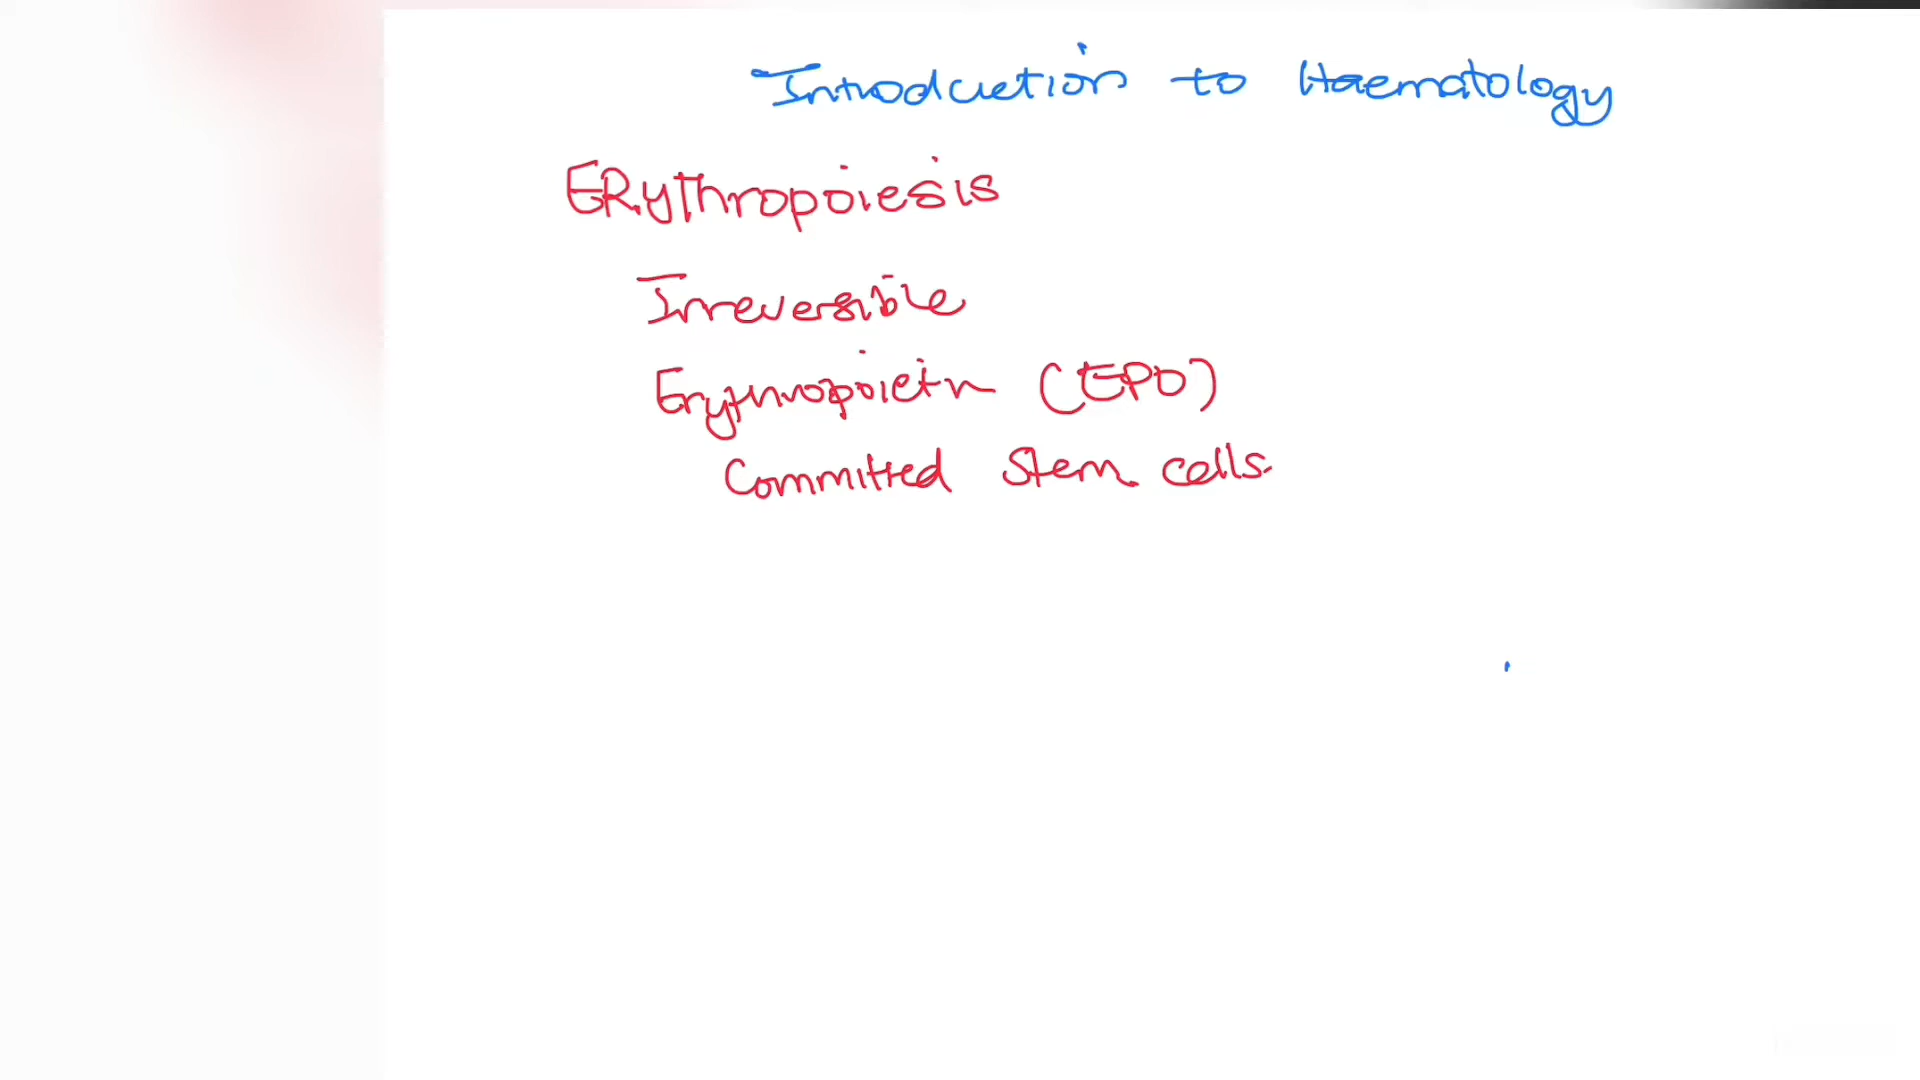 Introduction to Haematology
ERythropoiesis
Irreversible
Erythropoietin (EPO)
Committed Stem cells.